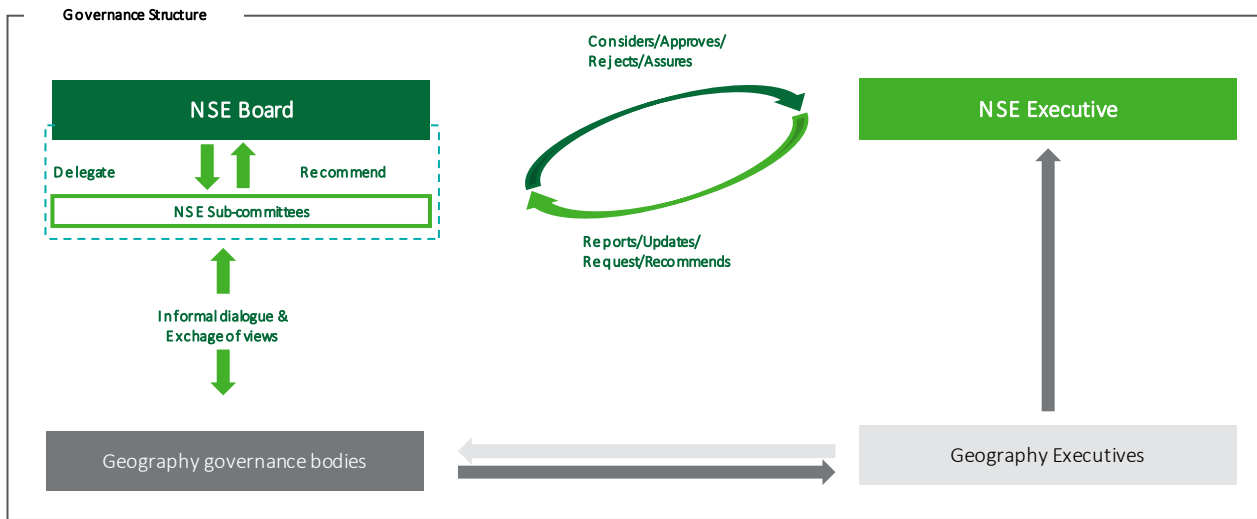 Governance Structure
Considers/Approves/
Rejects/Assures
NSE Board
NSE Executive
Delegate
Recommend
NSE Sub-committees
Reports/Updates/
Request/Recommends
Informal dialogue &
Exchage of views
Geography governance bodies
Geography Executives